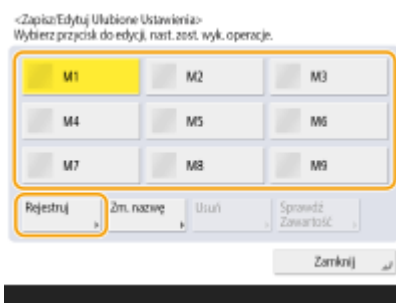 <Zapisz/Edytuj Ulubione Ustawienia>
Wybierz przycisk do edycji, nast. zost. wyk. operacje.
M1 M2 M3
M4 M5 M6
M7 M8 M9
Rejestruj Zm. nazwę Usuń Sprawdź
Zawartość
Zamknij